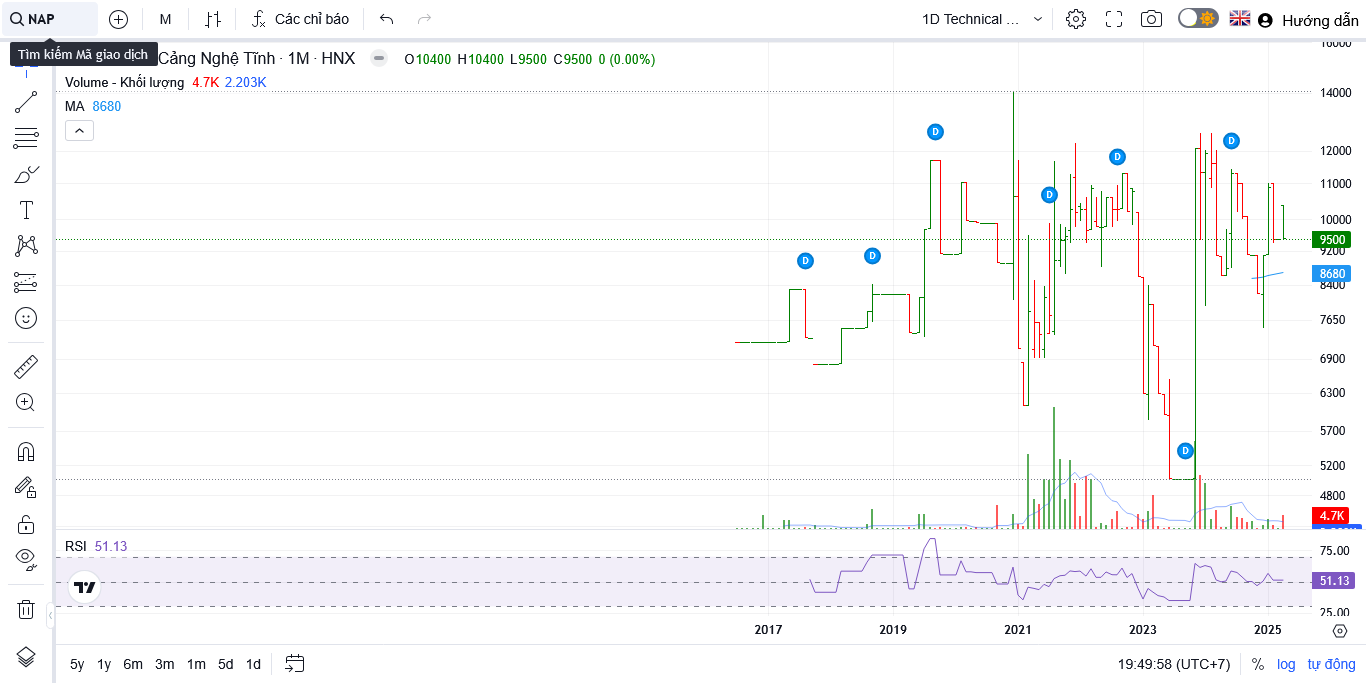 NAP M Các chỉ báo 1D Technical ... Hướng dẫn
Tìm kiếm Mã giao dịch
Cảng Nghệ Tĩnh · 1M · HNX O10400 H10400 L9500 C9500 0 (0.00%)
Volume - Khối lượng 4.7K 2.203K
MA 8680
16000
14000
12000
11000
10000
9500
9200
8680
8400
7650
6900
6300
5700
5200
4800
4.7K
D
D
D
D
D
D
D
RSI 51.13
75.00
51.13
25.00
2017 2019 2021 2023 2025
5y 1y 6m 3m 1m 5d 1d 19:49:58 (UTC+7) % log tự động